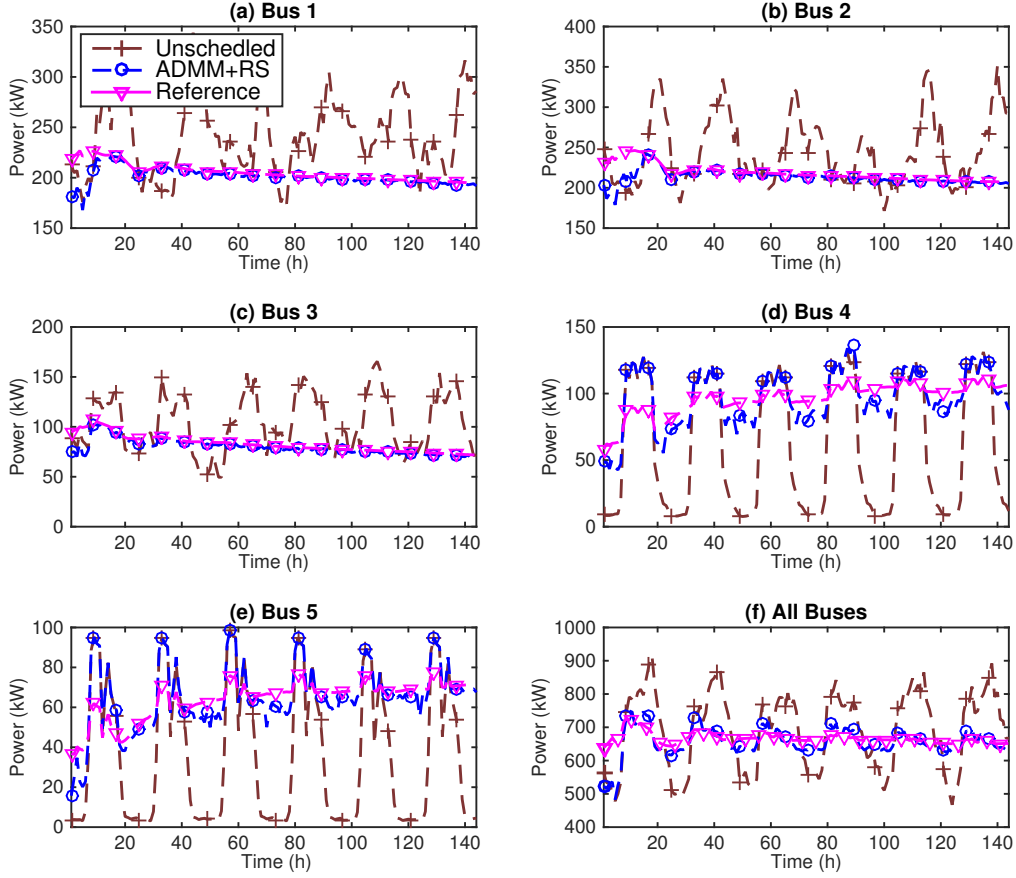 (a) Bus 1
Power (kW)
350
300
250
200
150
Unschedled
ADMM+RS
Reference
20 40 60 80 100 120 140
Time (h)
(b) Bus 2
Power (kW)
400
350
300
250
200
150
20 40 60 80 100 120 140
Time (h)
(c) Bus 3
Power (kW)
200
150
100
50
0
20 40 60 80 100 120 140
Time (h)
(d) Bus 4
Power (kW)
150
100
50
0
20 40 60 80 100 120 140
Time (h)
(e) Bus 5
Power (kW)
100
80
60
40
20
0
20 40 60 80 100 120 140
Time (h)
(f) All Buses
Power (kW)
1000
900
800
700
600
500
400
20 40 60 80 100 120 140
Time (h)